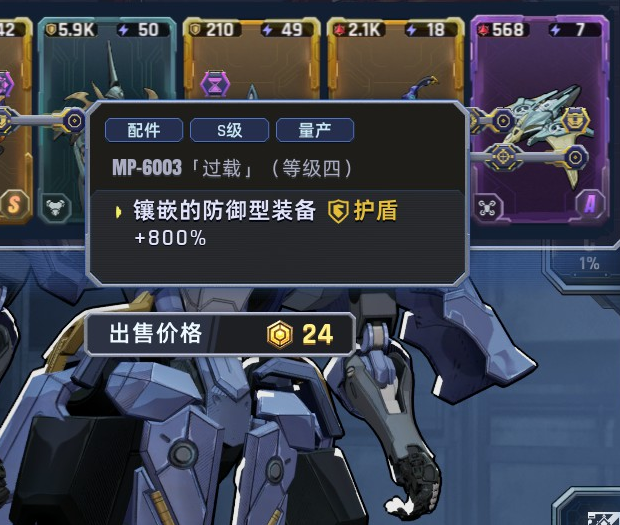 42
5.9K
50
210
49
2.1K
18
568
7
配件
S级
量产
MP-6003「过载」（等级四）
镶嵌的防御型装备 护盾
+800%
S
A
1%
出售价格
24